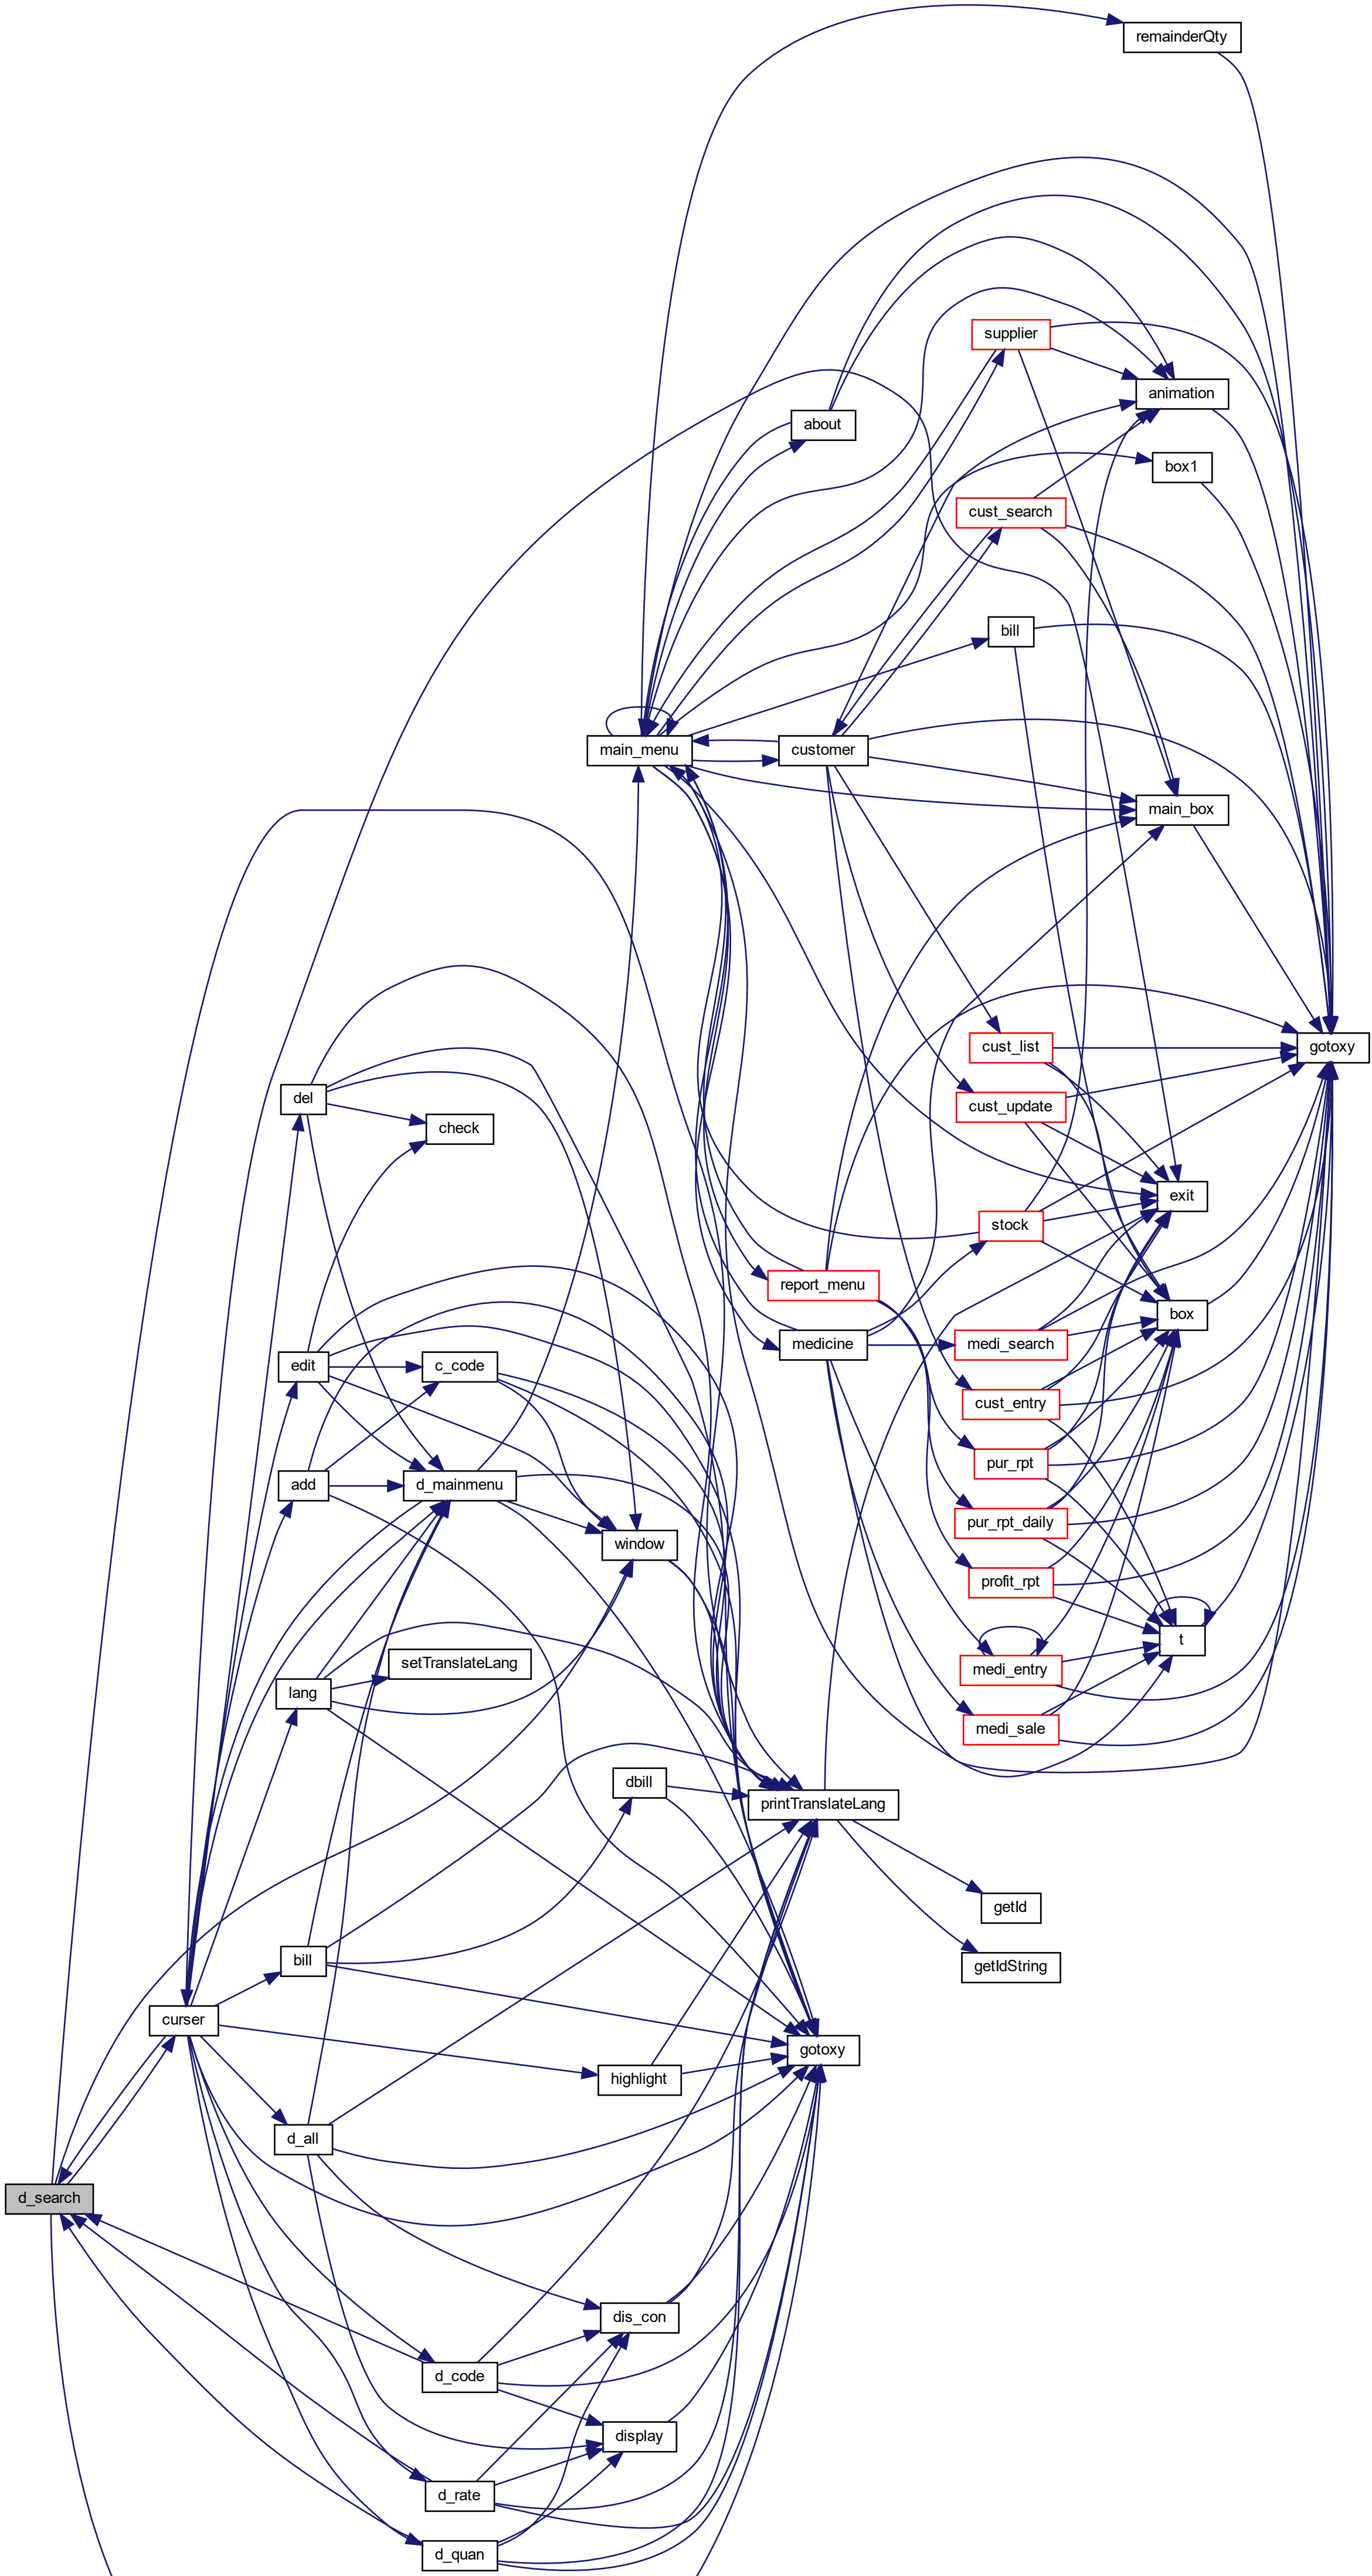 remainderQty
supplier
animation
about
box1
cust_search
bill
main_menu
customer
main_box
gotoxy
cust_list
del
cust_update
check
exit
stock
report_menu
box
medicine
medi_search
edit
c_code
cust_entry
pur_rpt
add
d_mainmenu
pur_rpt_daily
window
profit_rpt
t
setTranslateLang
medi_entry
lang
medi_sale
dbill
printTranslateLang
getId
bill
getIdString
curser
gotoxy
highlight
d_all
d_search
dis_con
d_code
display
d_rate
d_quan